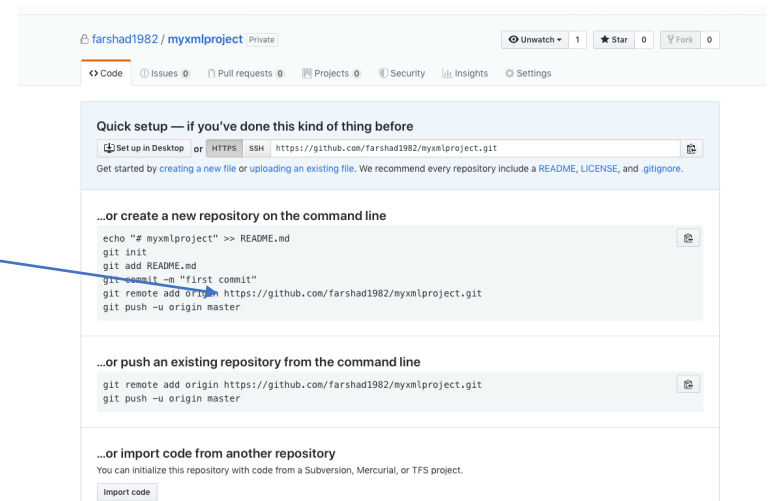 farshad1982 / myxmlproject Private
Unwatch 1 Star 0 Fork 0
Code Issues 0 Pull requests 0 Projects 0 Security Insights Settings
Quick setup — if you've done this kind of thing before
Set up in Desktop or HTTPS SSH https://github.com/farshad1982/myxmlproject.git
Get started by creating a new file or uploading an existing file. We recommend every repository include a README, LICENSE, and .gitignore.
...or create a new repository on the command line
echo "# myxmlproject" >> README.md
git init
git add README.md
git commit -m "first commit"
git remote add origin https://github.com/farshad1982/myxmlproject.git
git push -u origin master
...or push an existing repository from the command line
git remote add origin https://github.com/farshad1982/myxmlproject.git
git push -u origin master
...or import code from another repository
You can initialize this repository with code from a Subversion, Mercurial, or TFS project.
Import code